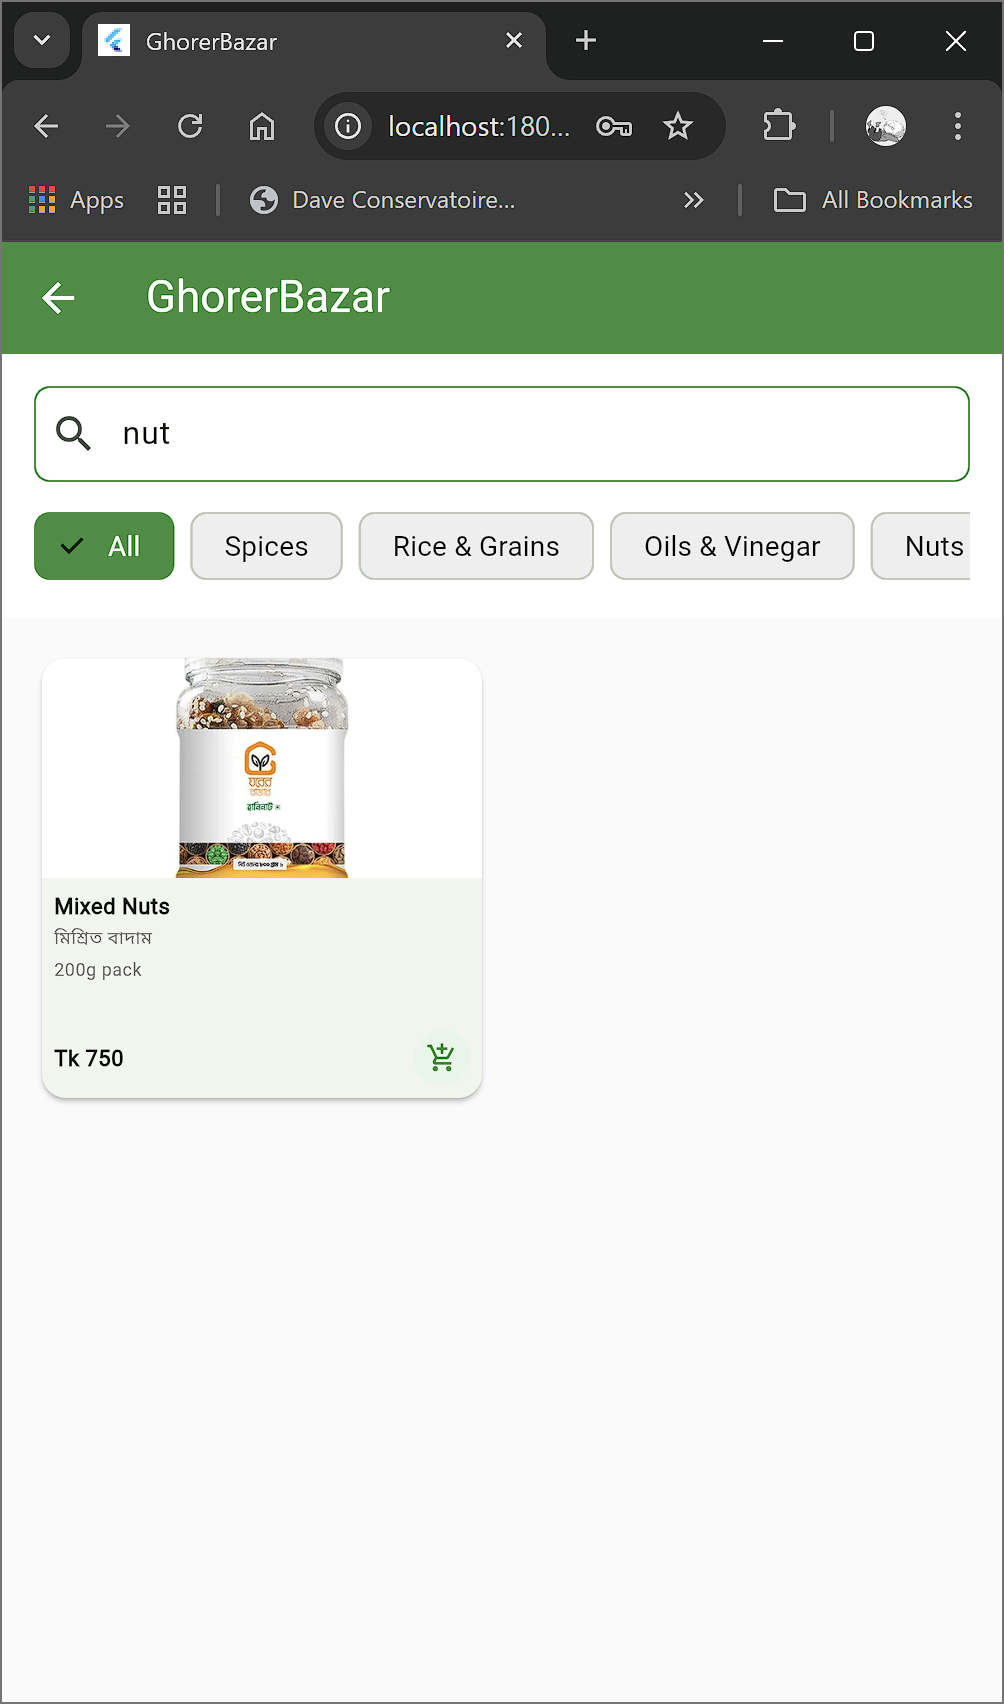 GhorerBazar
localhost:180...
Apps
Dave Conservatoire...
All Bookmarks
GhorerBazar
nut
All
Spices
Rice & Grains
Oils & Vinegar
Nuts
ঘরের
বাজার
হানিনাট
Mixed Nuts
মিশ্রিত বাদাম
200g pack
Tk 750